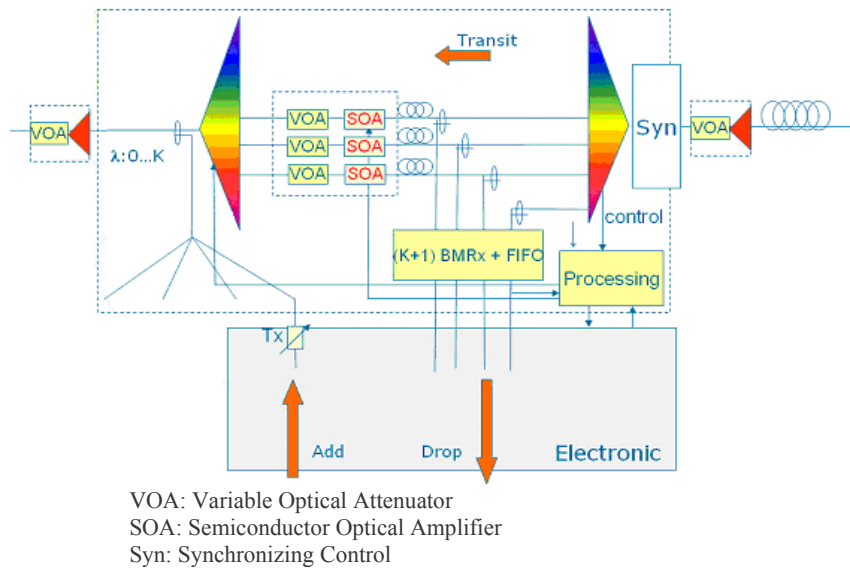 Transit
VOA
λ:0...K
VOA SOA
VOA SOA
VOA SOA
Syn
VOA
control
(K+1) BMRx + FIFO
Processing
Tx
Add
Drop
Electronic
VOA: Variable Optical Attenuator
SOA: Semiconductor Optical Amplifier
Syn: Synchronizing Control